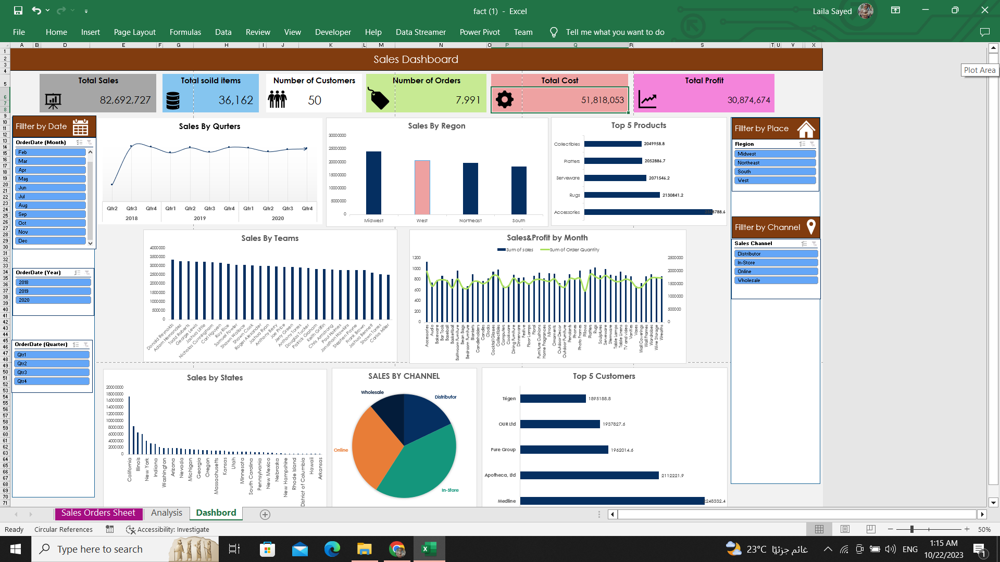 fact (1) - Excel
Laila Sayed
File Home Insert Page Layout Formulas Data Review View Developer Help Data Streamer Power Pivot Team Tell me what you want to do
Sales Dashboard
Plot Area
Total Sales
82,692,727
Total soild items
36,162
Number of Customers
50
Number of Orders
7,991
Total Cost
51,818,053
Total Profit
30,874,674
Fillter by Date
OrderDate (Month)
Feb
Mar
Apr
May
Jun
Jul
Aug
Sep
Oct
Nov
Dec
OrderDate (Year)
2018
2019
2020
OrderDate (Quarter)
Qtr1
Qtr2
Qtr3
Qtr4
Sales By Qurters
Qtr2 Qtr3 Qtr4 Qtr1 Qtr2 Qtr3 Qtr4 Qtr1 Qtr2 Qtr3 Qtr4
2018 2019 2020
Sales By Regon
30000000
25000000
20000000
15000000
10000000
5000000
0
Midwest West Northeast South
Top 5 Products
Collectibles 2049958.8
Platters 2052886.7
Serveware 2071546.2
Rugs 2130841.2
Accessories
Fillter by Place
Region
Midwest
Northeast
South
West
Fillter by Channel
Sales Channel
Distributor
In-Store
Online
Wholesale
Sales By Teams
4000000
3500000
3000000
2500000
2000000
1500000
1000000
500000
0
Donald Reynolds
Adam Hernandez
Todd Roberts
George Lewis
Joshua Little
Nicholas Cunningham
Carl Nguyen
Roy Rice
Samuel Fowler
Shawn Wallace
Shawn Cook
Roger Alexander
Joshua Ryan
Anthony Berry
Joe Price
Jerry Green
Anthony Torres
Douglas Tucker
Patrick Graham
Keith Griffin
Chris Armstrong
Paul Holmes
Jonathan Hawkins
Stephen Payne
Frank Brown
Joshua Bennett
Shawn Torres
Carlos Miller
Sales&Profit by Month
Sum of sales Sum of Order Quantity
1200
1000
800
600
400
200
0
2500000
2000000
1500000
1000000
500000
0
Accessories
Audio
Bakeware
Bar Tools
Baseball
Basketball
Bathroom Furniture
Bean Bags
Bedroom Furniture
Blankets
Candleholders
Candles
Clocks
Cocktail Glasses
Collectibles
Computers
Cookware
Dining Furniture
Dinnerware
Festive
Floor Lamps
Floral
Furniture Cushions
Home Fragrances
Mirrors
Ornaments
Outdoor Decor
Outdoor Furniture
Pendants
Phones
Photo Frames
Pillows
Platters
Rugs
Sculptures
Serveware
Stemware
Table Lamps
Table Linens
TV and Video
Vanities
Vases
Wall Coverings
Wall Frames
Wardrobes
Wine Storage
Wreaths
Sales by States
20000000
18000000
16000000
14000000
12000000
10000000
8000000
6000000
4000000
2000000
0
California
Illinois
New York
Indiana
Washington
Arizona
Nevada
Michigan
Georgia
Oregon
Massachusetts
Kansas
Utah
Minnesota
South Carolina
Pennsylvania
New Mexico
Nebraska
New Hampshire
Rhode Island
District of Columbia
Hawaii
Arkansas
SALES BY CHANNEL
Wholesale
Distributor
Online
In-Store
Top 5 Customers
Trigen 1895188.8
OUR Ltd 1937827.6
Pure Group 1962014.6
Apotheca, Ltd 2112221.9
Medline 2248332.4
Sales Orders Sheet Analysis Dashbord
Ready Circular References Accessibility: Investigate
50%
Type here to search
23°C غائم جزئيًا
ENG
1:15 AM
10/22/2023
1